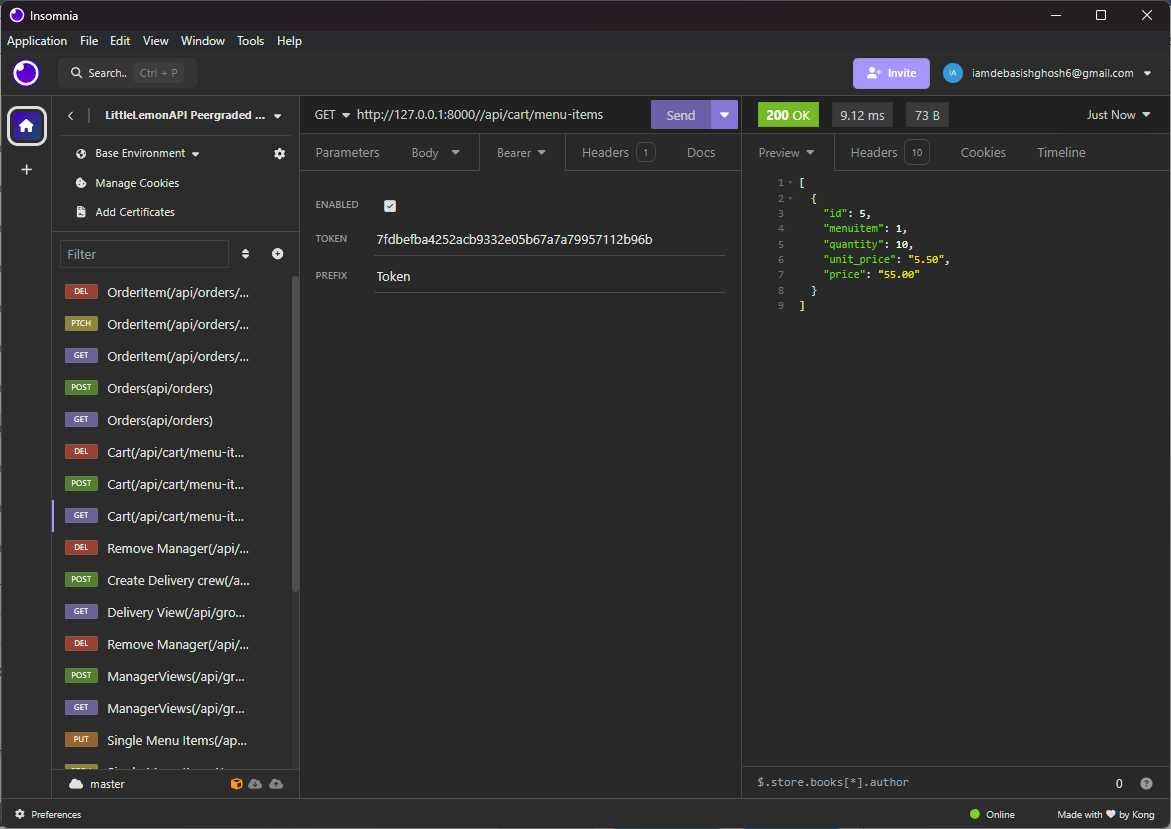 Insomnia
Application File Edit View Window Tools Help
Search.. Ctrl + P
Invite
IA
iamdebasishghosh6@gmail.com
LittleLemonAPI Peergraded ...
Base Environment
Manage Cookies
Add Certificates
Filter
DEL OrderItem(/api/orders/...
PTCH OrderItem(/api/orders/...
GET OrderItem(/api/orders/...
POST Orders(api/orders)
GET Orders(api/orders)
DEL Cart(/api/cart/menu-it...
POST Cart(/api/cart/menu-it...
GET Cart(/api/cart/menu-it...
DEL Remove Manager(/api/...
POST Create Delivery crew(/a...
GET Delivery View(/api/gro...
DEL Remove Manager(/api/...
POST ManagerViews(/api/gr...
GET ManagerViews(/api/gr...
PUT Single Menu Items(/ap...
master
GET http://127.0.0.1:8000//api/cart/menu-items Send
Parameters Body Bearer Headers 1 Docs
ENABLED
TOKEN 7fdbefba4252acb9332e05b67a7a79957112b96b
PREFIX Token
200 OK 9.12 ms 73 B Just Now
Preview Headers 10 Cookies Timeline
1 [
2 {
3 "id": 5,
4 "menuitem": 1,
5 "quantity": 10,
6 "unit_price": "5.50",
7 "price": "55.00"
8 }
9 ]
$.store.books[*].author 0 ?
Preferences
Online
Made with ♥ by Kong